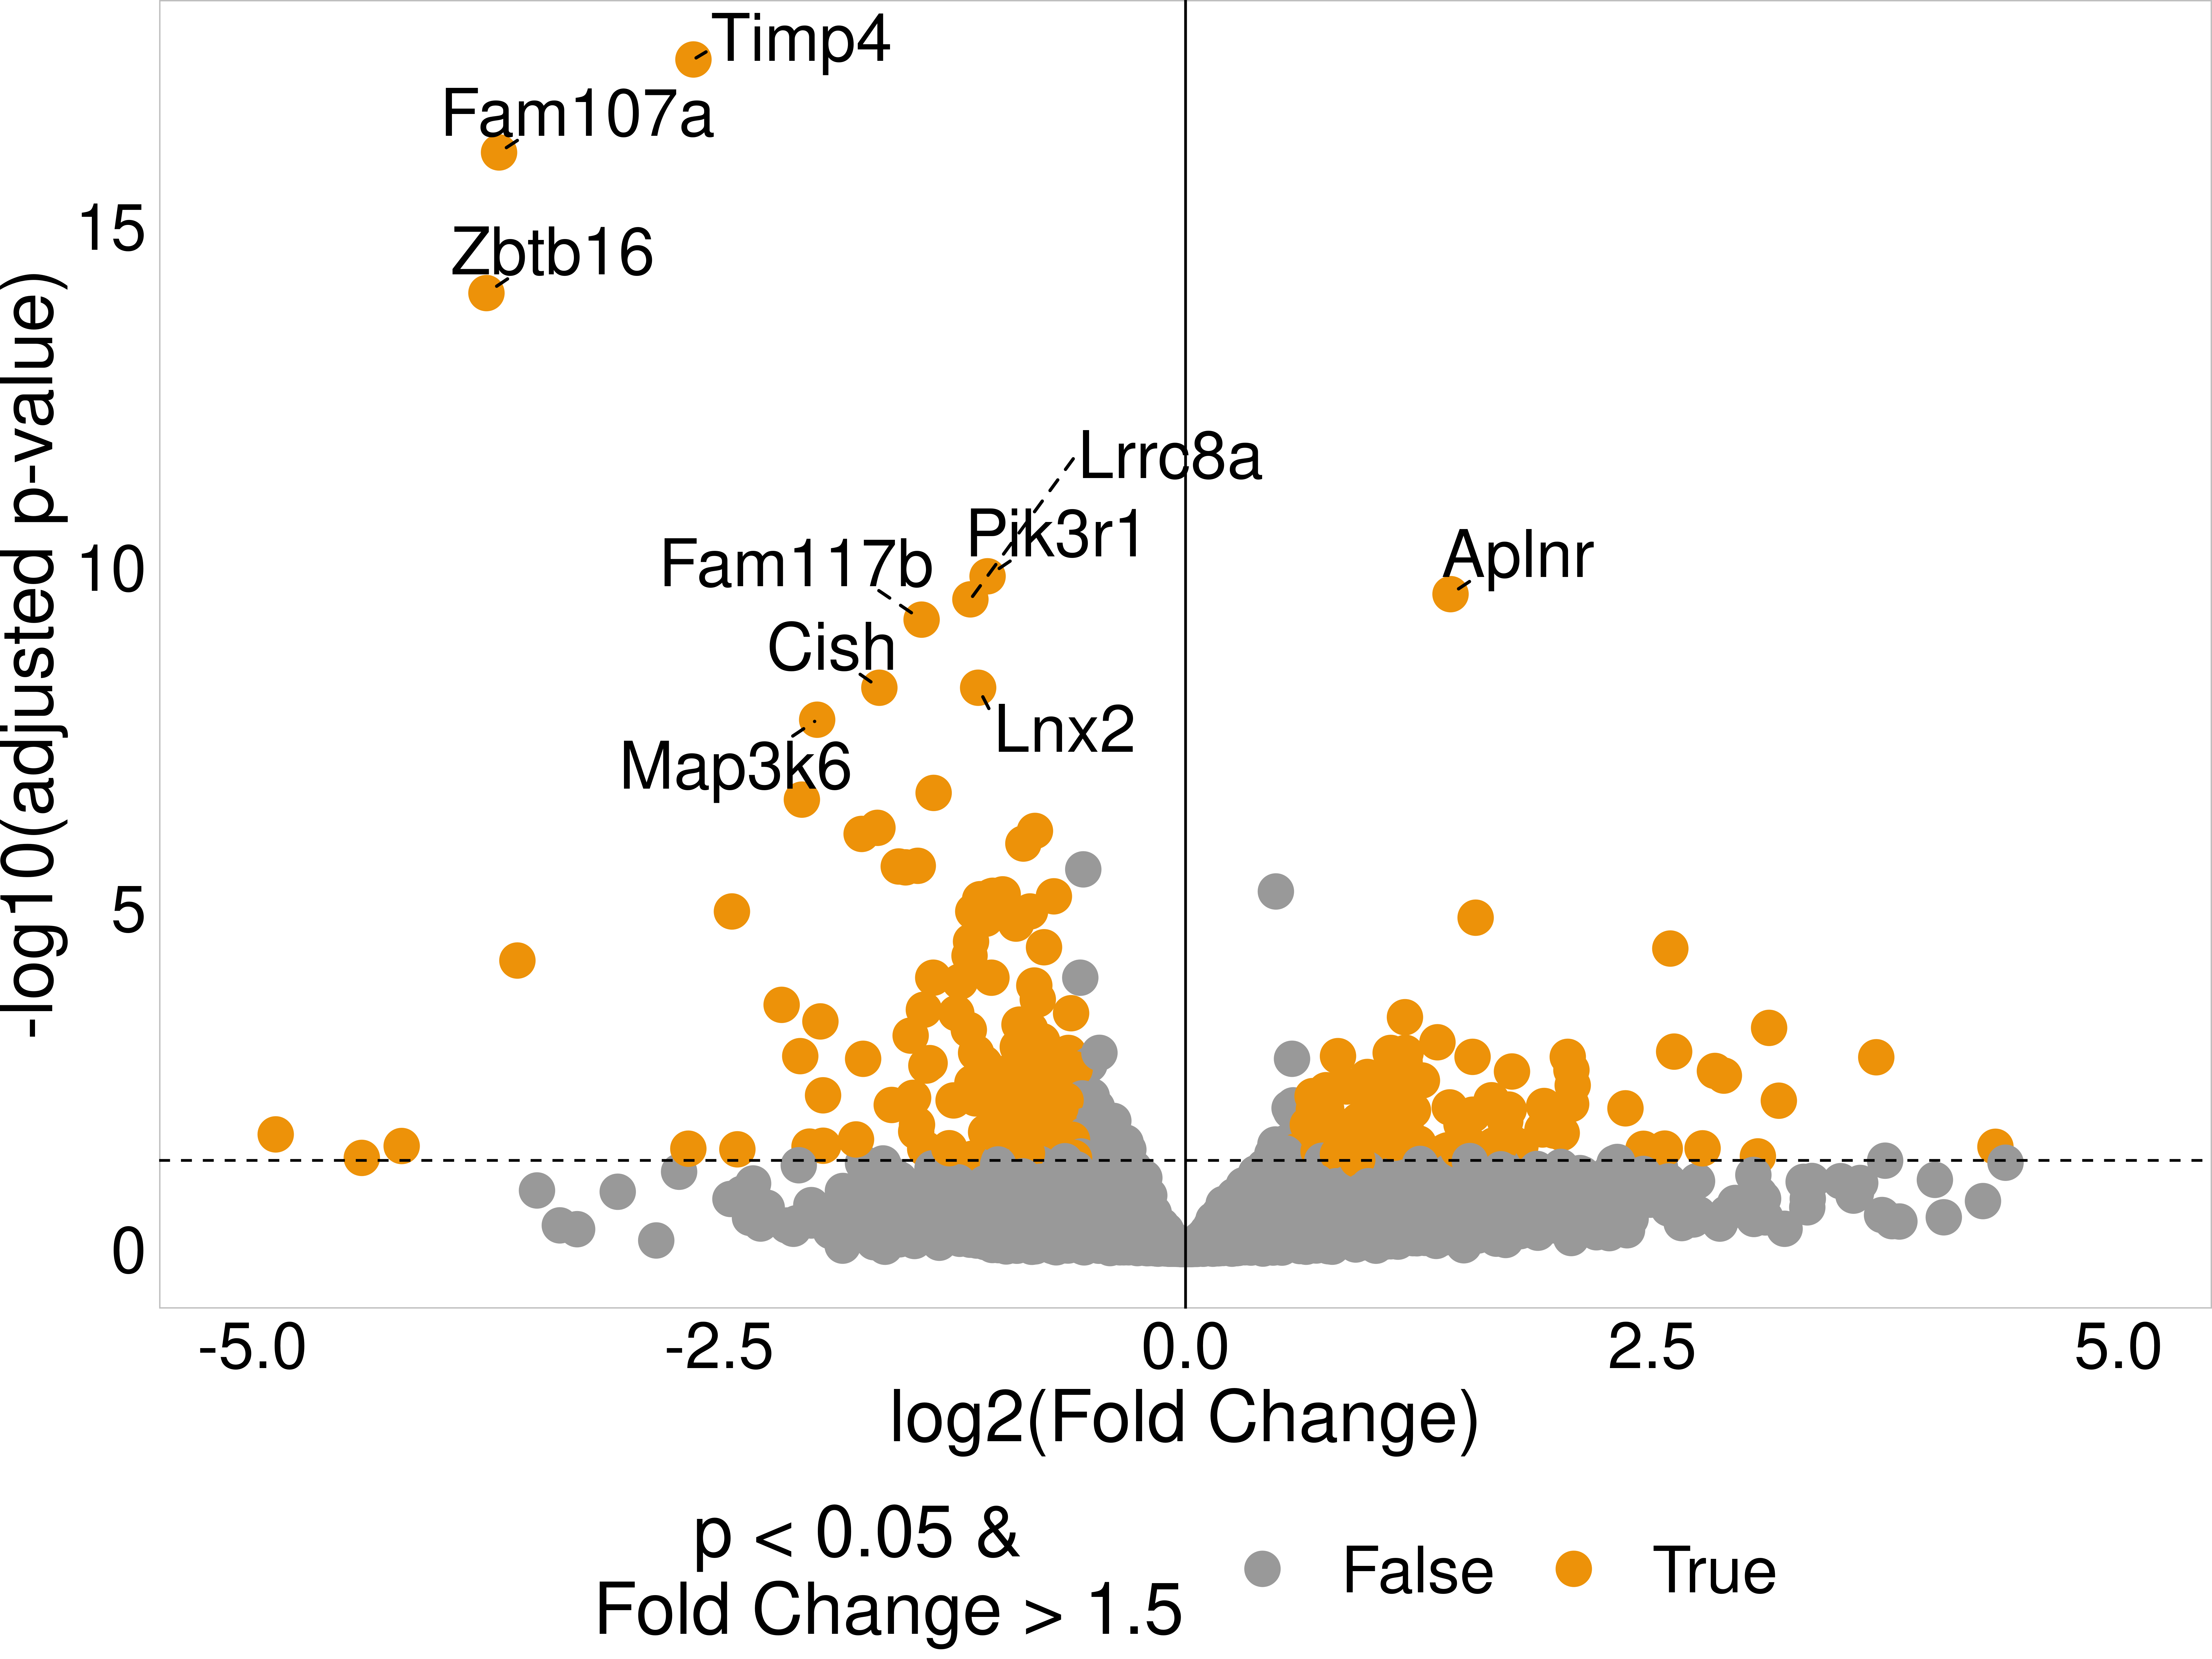 Timp4
Fam107a
Zbtb16
Lrrc8a
Pik3r1
Fam117b
Aplnr
Cish
Lnx2
Map3k6
-log10(adjusted p-value)
15
10
5
0
-5.0 -2.5 0.0 2.5 5.0
log2(Fold Change)
p < 0.05 &
Fold Change > 1.5
False True